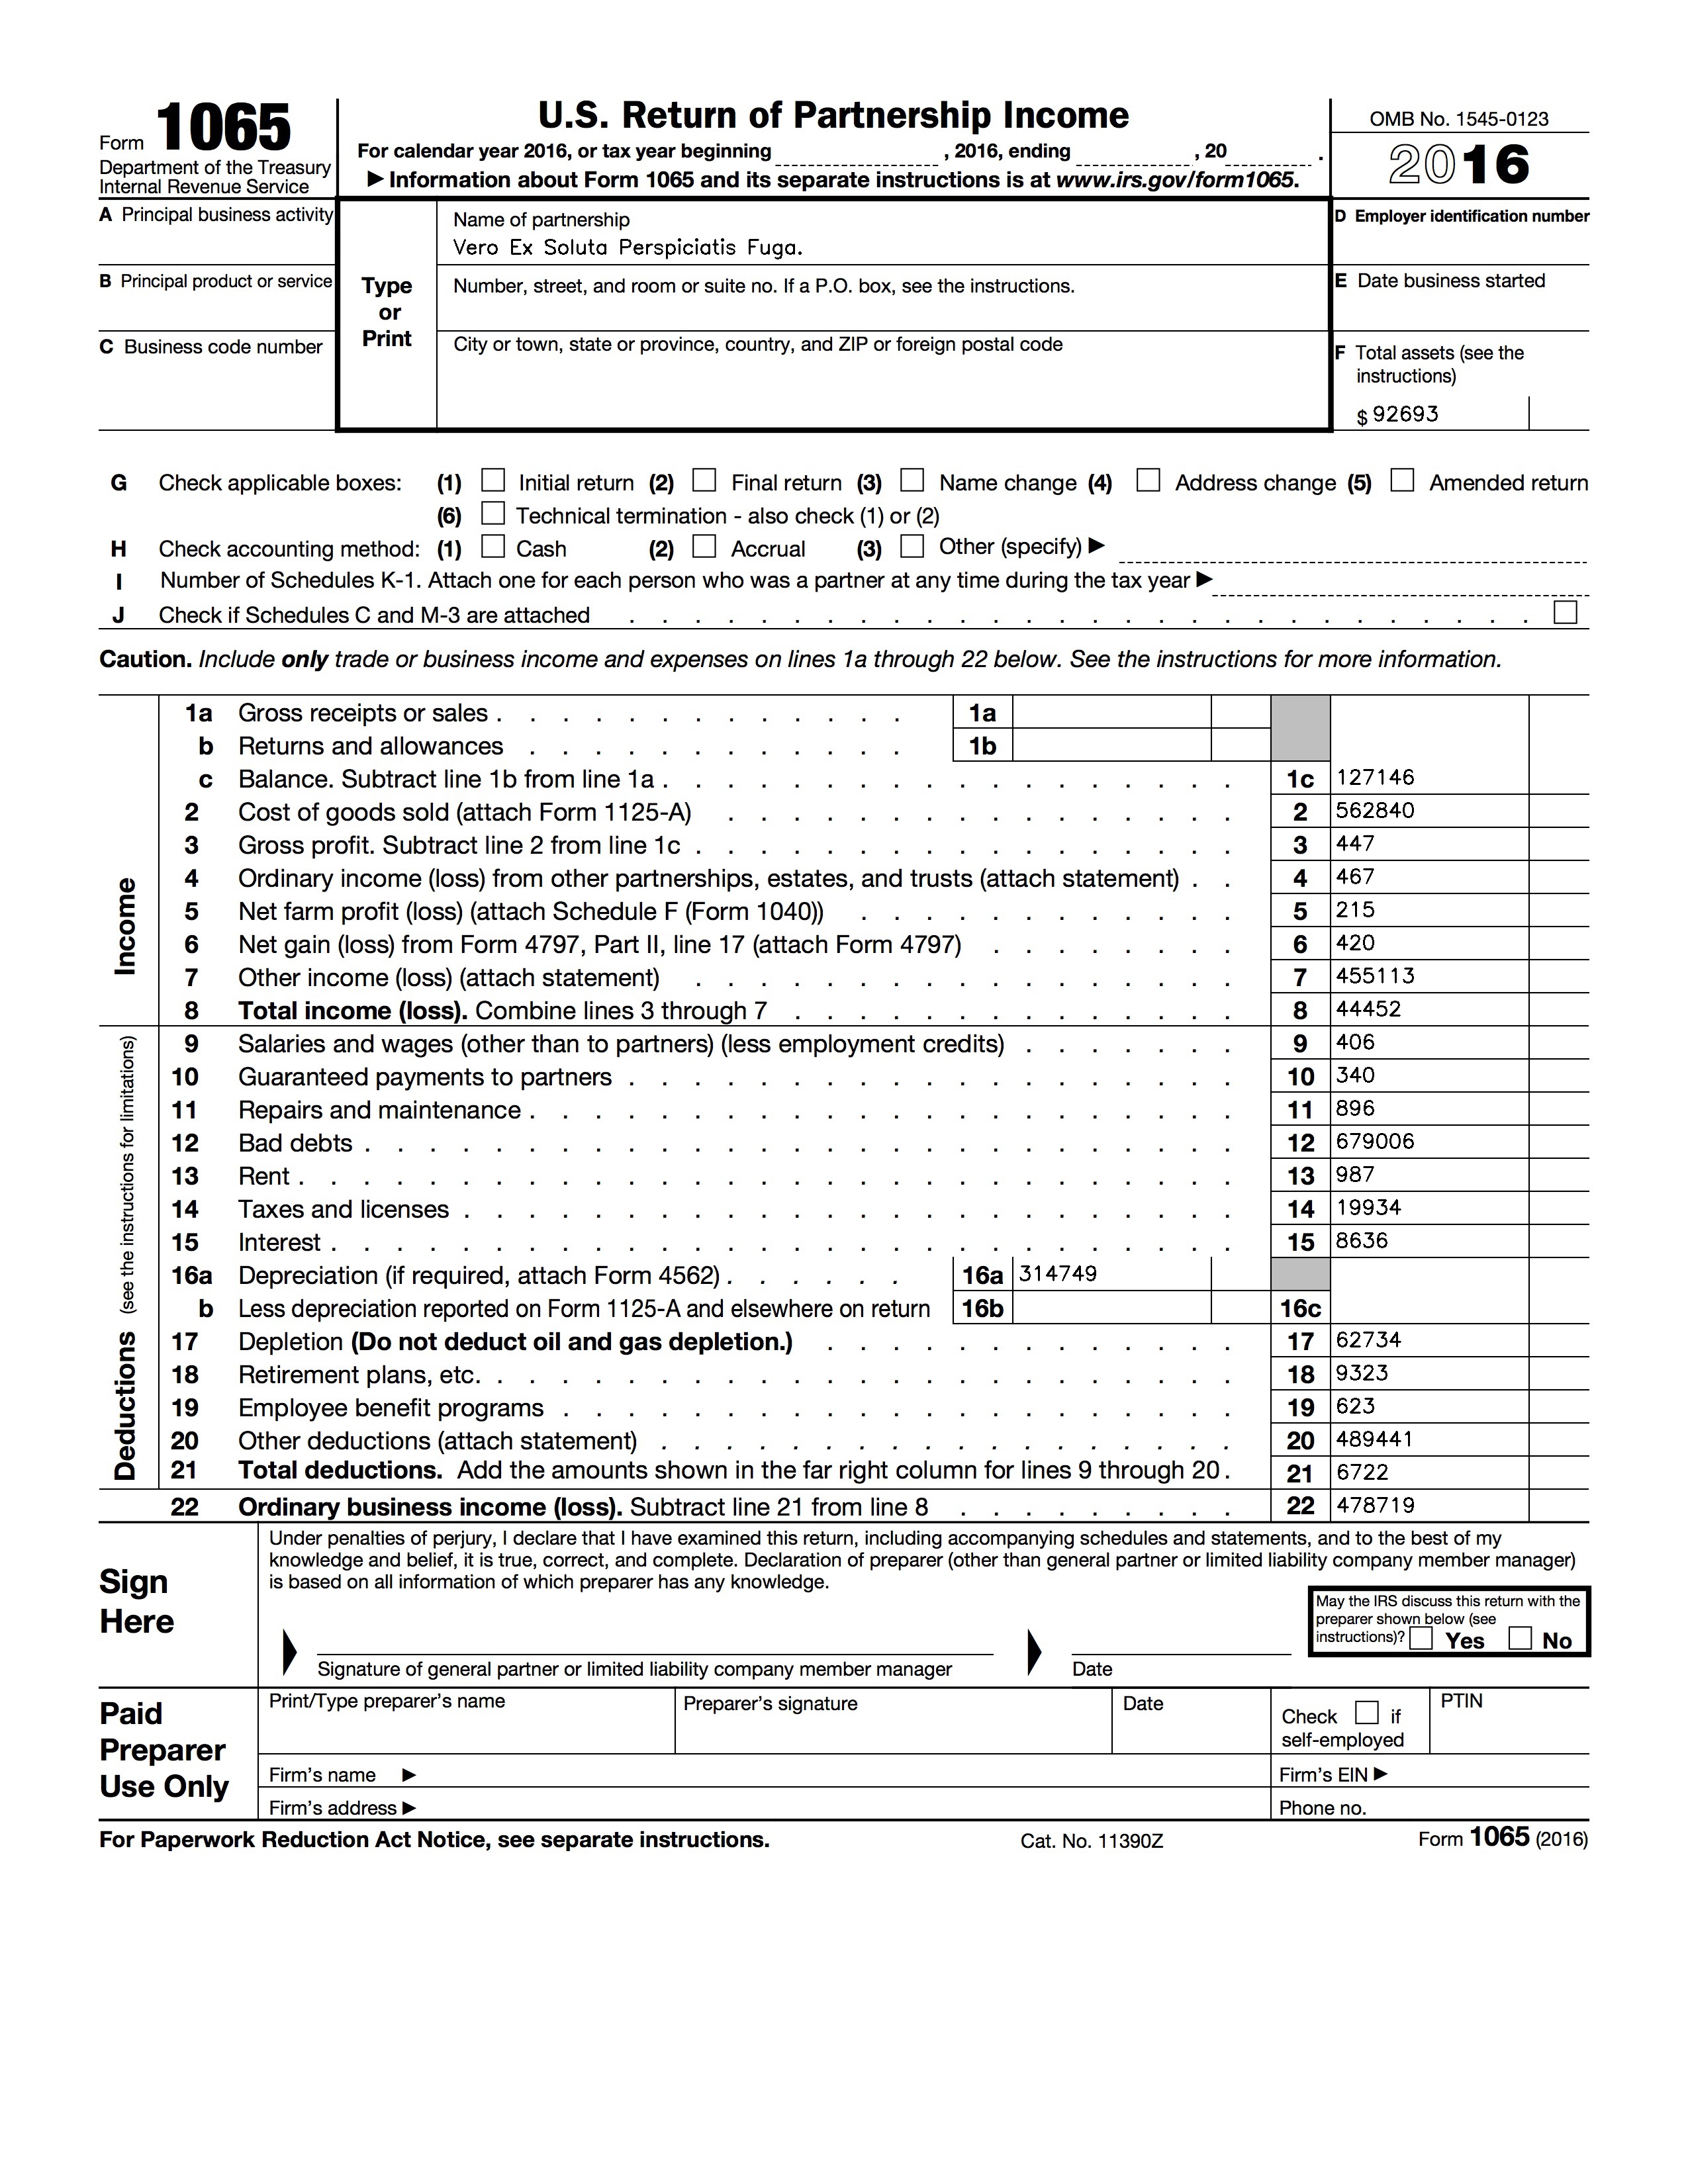 Form 1065
Department of the Treasury
Internal Revenue Service
U.S. Return of Partnership Income
For calendar year 2016, or tax year beginning , 2016, ending , 20 .
▶ Information about Form 1065 and its separate instructions is at www.irs.gov/form1065.
OMB No. 1545-0123
2016
A Principal business activity
B Principal product or service
C Business code number
Type
or
Print
Name of partnership
Vero Ex Soluta Perspiciatis Fuga.
Number, street, and room or suite no. If a P.O. box, see the instructions.
City or town, state or province, country, and ZIP or foreign postal code
D Employer identification number
E Date business started
F Total assets (see the
instructions)
$ 92693
G Check applicable boxes: (1) Initial return (2) Final return (3) Name change (4) Address change (5) Amended return
(6) Technical termination - also check (1) or (2)
H Check accounting method: (1) Cash (2) Accrual (3) Other (specify) ▶
I Number of Schedules K-1. Attach one for each person who was a partner at any time during the tax year ▶
J Check if Schedules C and M-3 are attached
Caution. Include only trade or business income and expenses on lines 1a through 22 below. See the instructions for more information.
Income
1a Gross receipts or sales 1a
b Returns and allowances 1b
c Balance. Subtract line 1b from line 1a 1c 127146
2 Cost of goods sold (attach Form 1125-A) 2 562840
3 Gross profit. Subtract line 2 from line 1c 3 447
4 Ordinary income (loss) from other partnerships, estates, and trusts (attach statement) 4 467
5 Net farm profit (loss) (attach Schedule F (Form 1040)) 5 215
6 Net gain (loss) from Form 4797, Part II, line 17 (attach Form 4797) 6 420
7 Other income (loss) (attach statement) 7 455113
8 Total income (loss). Combine lines 3 through 7 8 44452
Deductions (see the instructions for limitations)
9 Salaries and wages (other than to partners) (less employment credits) 9 406
10 Guaranteed payments to partners 10 340
11 Repairs and maintenance 11 896
12 Bad debts 12 679006
13 Rent 13 987
14 Taxes and licenses 14 19934
15 Interest 15 8636
16a Depreciation (if required, attach Form 4562) 16a 314749
b Less depreciation reported on Form 1125-A and elsewhere on return 16b 16c
17 Depletion (Do not deduct oil and gas depletion.) 17 62734
18 Retirement plans, etc. 18 9323
19 Employee benefit programs 19 623
20 Other deductions (attach statement) 20 489441
21 Total deductions. Add the amounts shown in the far right column for lines 9 through 20 21 6722
22 Ordinary business income (loss). Subtract line 21 from line 8 22 478719
Sign
Here
Under penalties of perjury, I declare that I have examined this return, including accompanying schedules and statements, and to the best of my
knowledge and belief, it is true, correct, and complete. Declaration of preparer (other than general partner or limited liability company member manager)
is based on all information of which preparer has any knowledge.
May the IRS discuss this return with the
preparer shown below (see
instructions)? Yes No
Signature of general partner or limited liability company member manager
Date
Paid
Preparer
Use Only
Print/Type preparer's name
Preparer's signature
Date
Check if
self-employed
PTIN
Firm's name ▶
Firm's EIN ▶
Firm's address ▶
Phone no.
For Paperwork Reduction Act Notice, see separate instructions.
Cat. No. 11390Z
Form 1065 (2016)